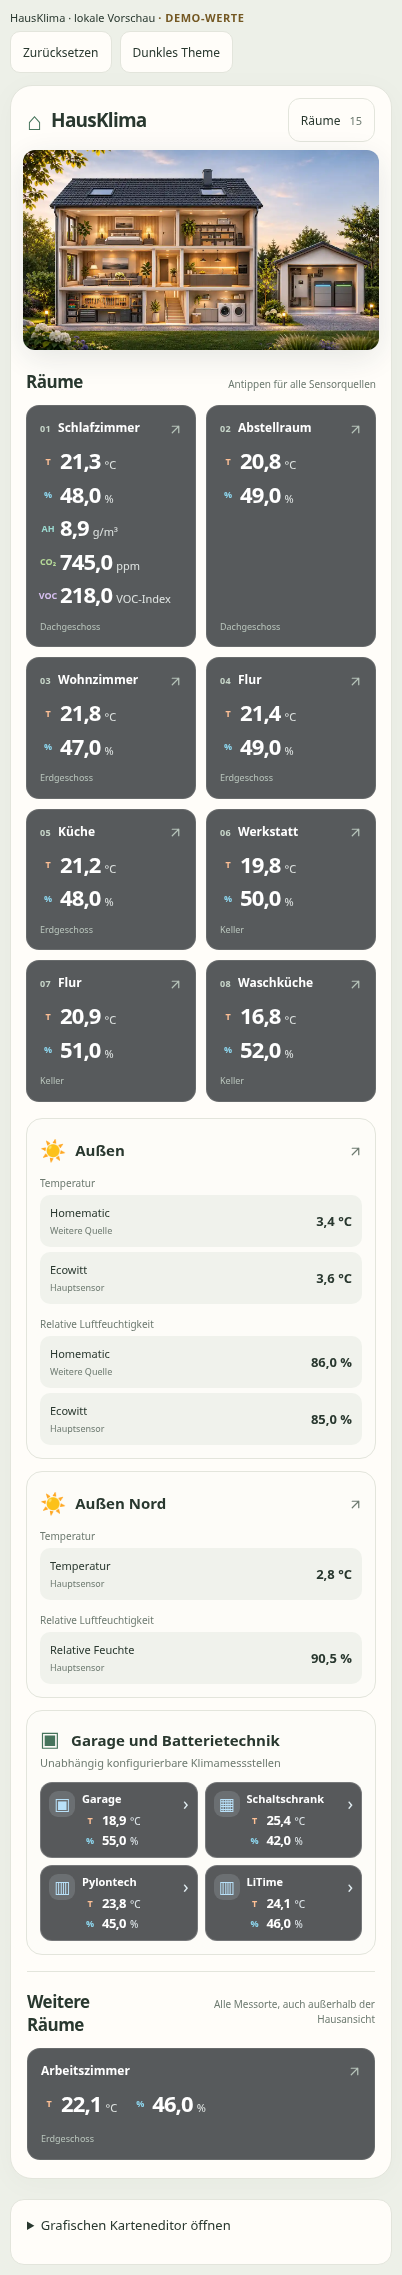 HausKlima · lokale Vorschau · DEMO-WERTE
Zurücksetzen Dunkles Theme
HausKlima
Räume 15
Räume
Antippen für alle Sensorquellen
01 Schlafzimmer
T 21,3 °C
% 48,0 %
AH 8,9 g/m³
CO₂ 745,0 ppm
VOC 218,0 VOC-Index
Dachgeschoss
02 Abstellraum
T 20,8 °C
% 49,0 %
Dachgeschoss
03 Wohnzimmer
T 21,8 °C
% 47,0 %
Erdgeschoss
04 Flur
T 21,4 °C
% 49,0 %
Erdgeschoss
05 Küche
T 21,2 °C
% 48,0 %
Erdgeschoss
06 Werkstatt
T 19,8 °C
% 50,0 %
Keller
07 Flur
T 20,9 °C
% 51,0 %
Keller
08 Waschküche
T 16,8 °C
% 52,0 %
Keller
Außen
Temperatur
Homematic
Weitere Quelle
3,4 °C
Ecowitt
Hauptsensor
3,6 °C
Relative Luftfeuchtigkeit
Homematic
Weitere Quelle
86,0 %
Ecowitt
Hauptsensor
85,0 %
Außen Nord
Temperatur
Temperatur
Hauptsensor
2,8 °C
Relative Luftfeuchtigkeit
Relative Feuchte
Hauptsensor
90,5 %
Garage und Batterietechnik
Unabhängig konfigurierbare Klimamessstellen
Garage
T 18,9 °C
% 55,0 %
Schaltschrank
T 25,4 °C
% 42,0 %
Pylontech
T 23,8 °C
% 45,0 %
LiTime
T 24,1 °C
% 46,0 %
Weitere
Räume
Alle Messorte, auch außerhalb der
Hausansicht
Arbeitszimmer
T 22,1 °C % 46,0 %
Erdgeschoss
Grafischen Karteneditor öffnen